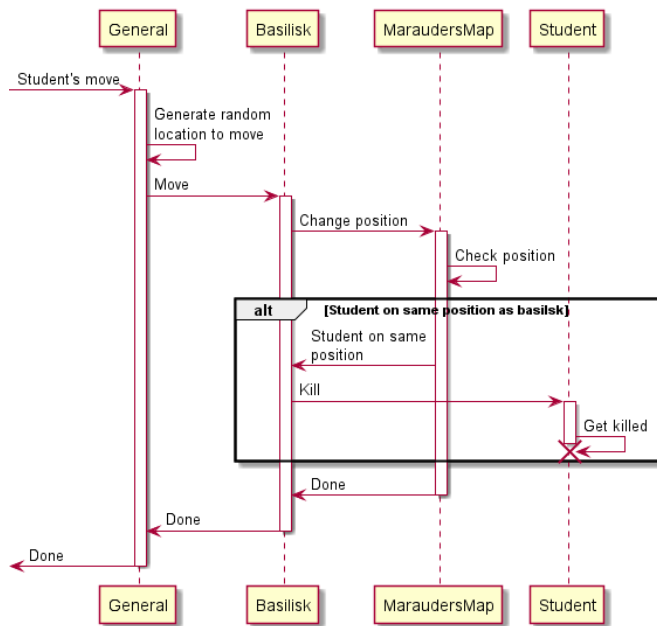 General
Basilisk
MaraudersMap
Student
Student's move
Generate random
location to move
Move
Change position
Check position
alt
[Student on same position as basilsk]
Student on same
position
Kill
Get killed
Done
Done
Done
General
Basilisk
MaraudersMap
Student